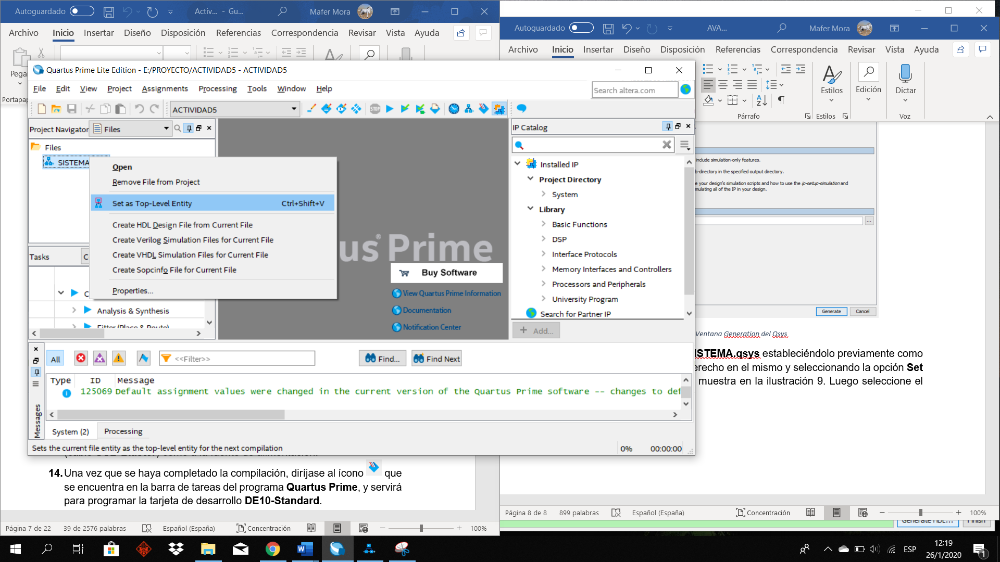 Autoguardado
Activ... - Gu...
Mafer Mora
Archivo Inicio Insertar Diseño Disposición Referencias Correspondencia Revisar Vista Ayuda
Portapap
Autoguardado
AVA...
Mafer Mora
Archivo Inicio Insertar Diseño Disposición Referencias Correspondencia Revisar Vista Ayuda
Estilos
Edición
Dictar
Párrafo
Estilos
Voz
Quartus Prime Lite Edition - E:/PROYECTO/ACTIVIDAD5 - ACTIVIDAD5
File Edit View Project Assignments Processing Tools Window Help
Search altera.com
STOP
ACTIVIDAD5
Project Navigator
Files
Files
SISTEMA
Open
Remove File from Project
Set as Top-Level Entity Ctrl+Shift+V
Create HDL Design File from Current File
Create Verilog Simulation Files for Current File
Create VHDL Simulation Files for Current File
Create Sopcinfo File for Current File
Properties...
Tasks
Analysis & Synthesis
Fitter (Place & Route)
us® Prime
Buy Software
View Quartus Prime Information
Documentation
Notification Center
IP Catalog
Installed IP
Project Directory
System
Library
Basic Functions
DSP
Interface Protocols
Memory Interfaces and Controllers
Processors and Peripherals
University Program
Search for Partner IP
+ Add...
All
<<Filter>>
Find...
Find Next
Type ID Message
125069 Default assignment values were changed in the current version of the Quartus Prime software -- changes to def
Messages
System (2)
Processing
Sets the current file entity as the top-level entity for the next compilation
0%
00:00:00
14. Una vez que se haya completado la compilación, diríjase al ícono que
se encuentra en la barra de tareas del programa Quartus Prime, y servirá
para programar la tarjeta de desarrollo DE10-Standard.
Página 7 de 22
39 de 2576 palabras
Español (España)
Concentración
100%
include simulation-only features.
b-directory in the specified output directory.
e your design's simulation scripts and how to use the ip-setup-simulation and
mulating all of the IP in your design.
...
Generate
Cancel
Ventana Generation del Qsys
ISTEMA.qsys estableciéndolo previamente como
erecho en el mismo y seleccionando la opción Set
muestra en la ilustración 9. Luego seleccione el
Página 8 de 8
899 palabras
Español (España)
Concentración
100%
Generate HDL...
Finish
ESP
12:19
26/1/2020
1